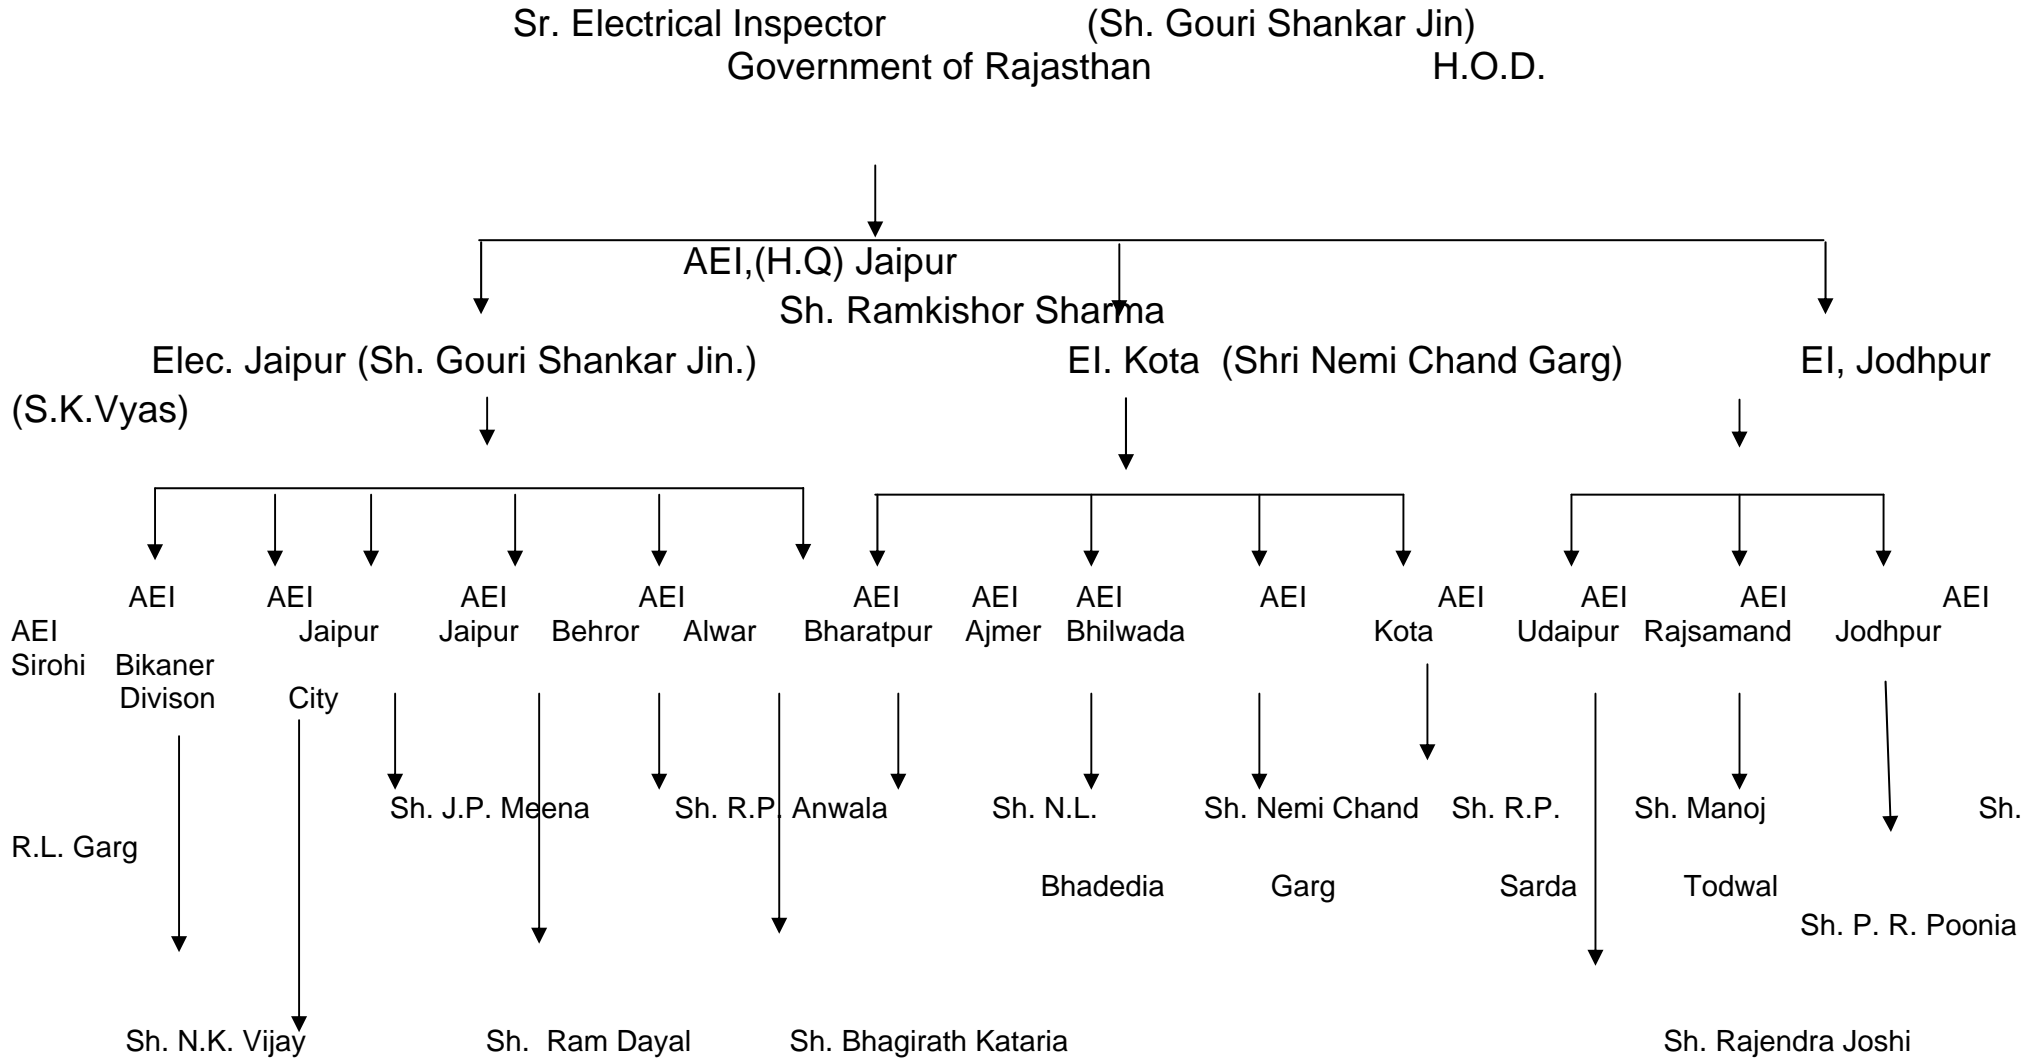 Sr. Electrical Inspector (Sh. Gouri Shankar Jin)
Government of Rajasthan H.O.D.
AEI,(H.Q) Jaipur
Sh. Ramkishor Sharma
Elec. Jaipur (Sh. Gouri Shankar Jin.) EI. Kota (Shri Nemi Chand Garg) EI, Jodhpur
(S.K.Vyas)
AEI AEI AEI AEI AEI AEI AEI AEI AEI AEI AEI AEI
AEI Jaipur Jaipur Behror Alwar Bharatpur Ajmer Bhilwada Kota Udaipur Rajsamand Jodhpur
Sirohi Bikaner
Divison City
Sh. J.P. Meena Sh. R.P. Anwala Sh. N.L. Sh. Nemi Chand Sh. R.P. Sh. Manoj Sh.
R.L. Garg
Bhadedia Garg Sarda Todwal
Sh. P. R. Poonia
Sh. N.K. Vijay Sh. Ram Dayal Sh. Bhagirath Kataria Sh. Rajendra Joshi